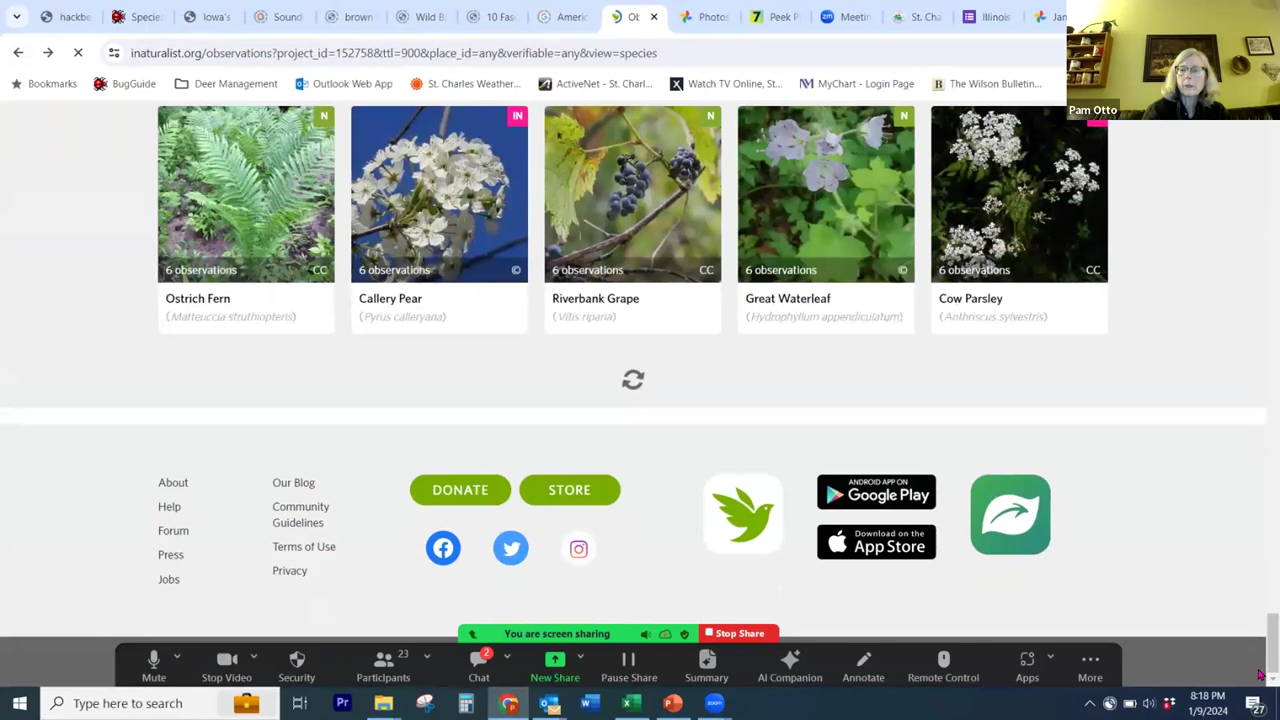 hackbe
Specie
Iowa's
Sound
brown
Wild B
10 Fas
Americ
Ob
Photos
Peek P
Meetin
St. Cha
Illinois
Jan
inaturalist.org/observations?project_id=15275
=900&place_id=any&verifiable=any&view=species
Bookmarks
BugGuide
Deer Management
Outlook Web App
St. Charles Weather...
ActiveNet - St. Charl...
Watch TV Online, St...
MyChart - Login Page
The Wilson Bulletin...
Pam Otto
N
IN
N
N
6 observations CC
6 observations ©
6 observations CC
6 observations ©
6 observations CC
Ostrich Fern
(Matteuccia struthiopteris)
Callery Pear
(Pyrus calleryana)
Riverbank Grape
(Vitis riparia)
Great Waterleaf
(Hydrophyllum appendiculatum)
Cow Parsley
(Anthriscus sylvestris)
About
Help
Forum
Press
Jobs
Our Blog
Community
Guidelines
Terms of Use
Privacy
DONATE
STORE
ANDROID APP ON
Google Play
Download on the
App Store
You are screen sharing
Stop Share
Mute
Stop Video
Security
23
Participants
2
Chat
New Share
Pause Share
Summary
AI Companion
Annotate
Remote Control
Apps
More
Type here to search
Pr
zoom
8:18 PM
1/9/2024
27